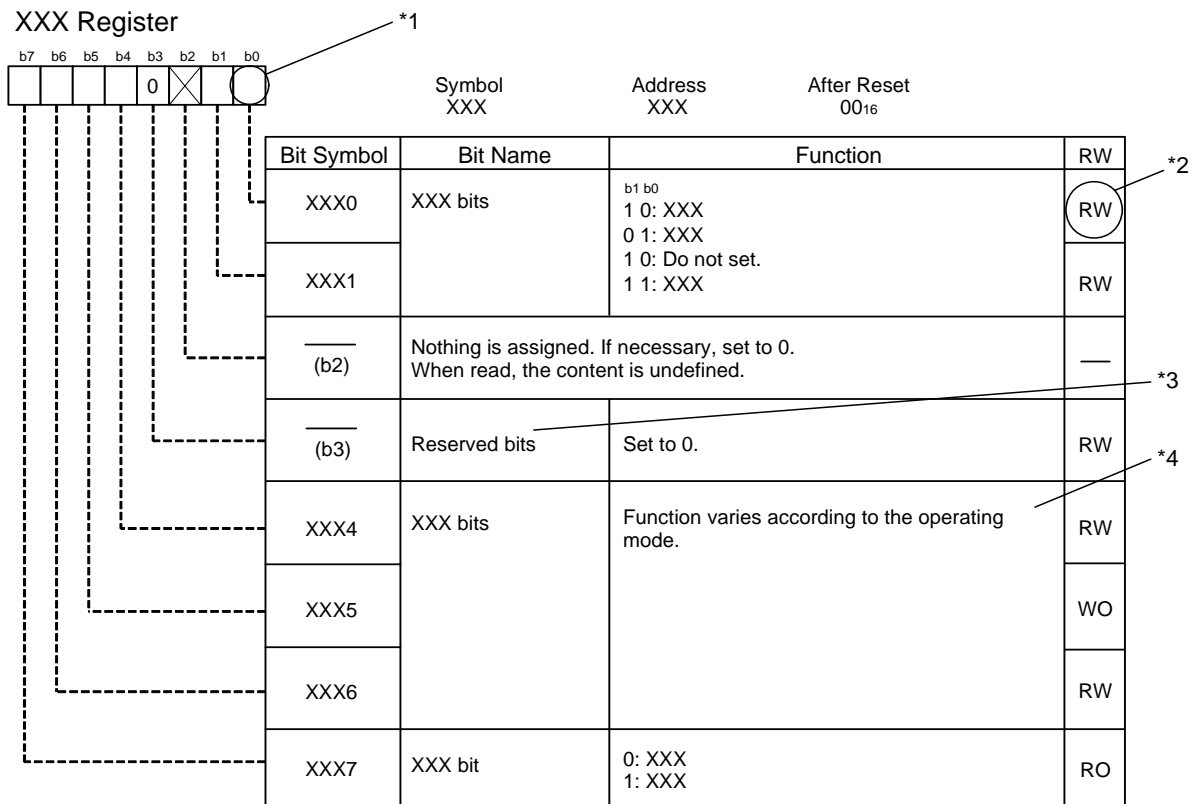 XXX Register
*1
b7 b6 b5 b4 b3 b2 b1 b0
0
Symbol Address After Reset
XXX XXX 0016
Bit Symbol Bit Name Function RW
*2
XXX0 XXX bits b1 b0 RW
1 0: XXX
0 1: XXX
1 0: Do not set.
XXX1 1 1: XXX RW
(b2) Nothing is assigned. If necessary, set to 0. —
When read, the content is undefined.
*3
(b3) Reserved bits Set to 0. RW
*4
XXX4 XXX bits Function varies according to the operating RW
mode.
XXX5 WO
XXX6 RW
XXX7 XXX bit 0: XXX RO
1: XXX